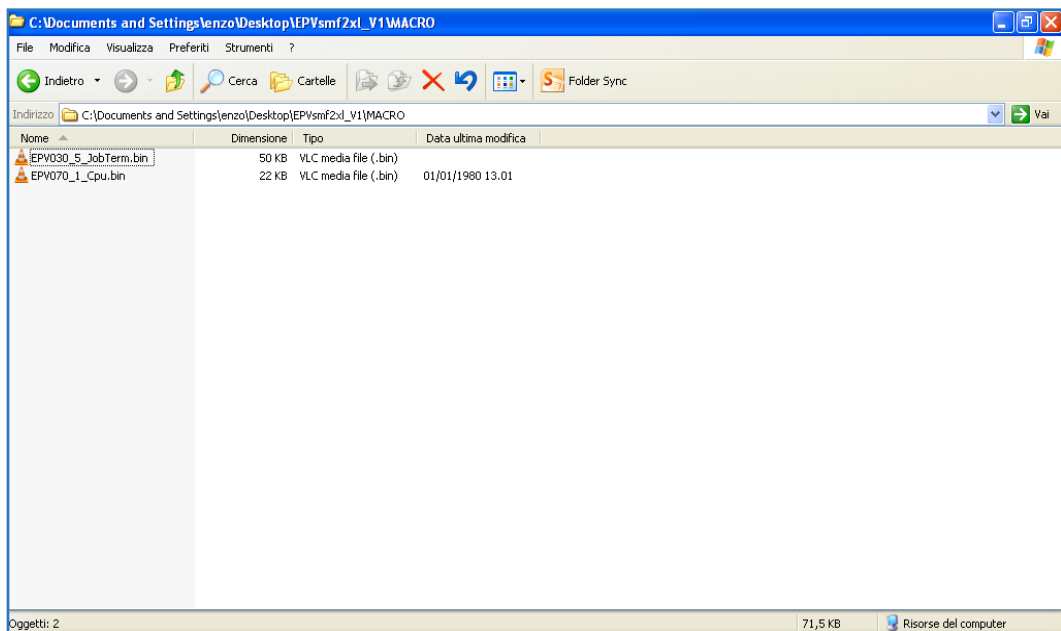 C:\Documents and Settings\enzo\Desktop\EPVsmf2xl_V1\MACRO
File Modifica Visualizza Preferiti Strumenti ?
Indietro Cerca Cartelle Folder Sync
Indirizzo C:\Documents and Settings\enzo\Desktop\EPVsmf2xl_V1\MACRO Vai
Nome Dimensione Tipo Data ultima modifica
EPV030_5_JobTerm.bin 50 KB VLC media file (.bin)
EPV070_1_Cpu.bin 22 KB VLC media file (.bin) 01/01/1980 13.01
Oggetti: 2 71,5 KB Risorse del computer